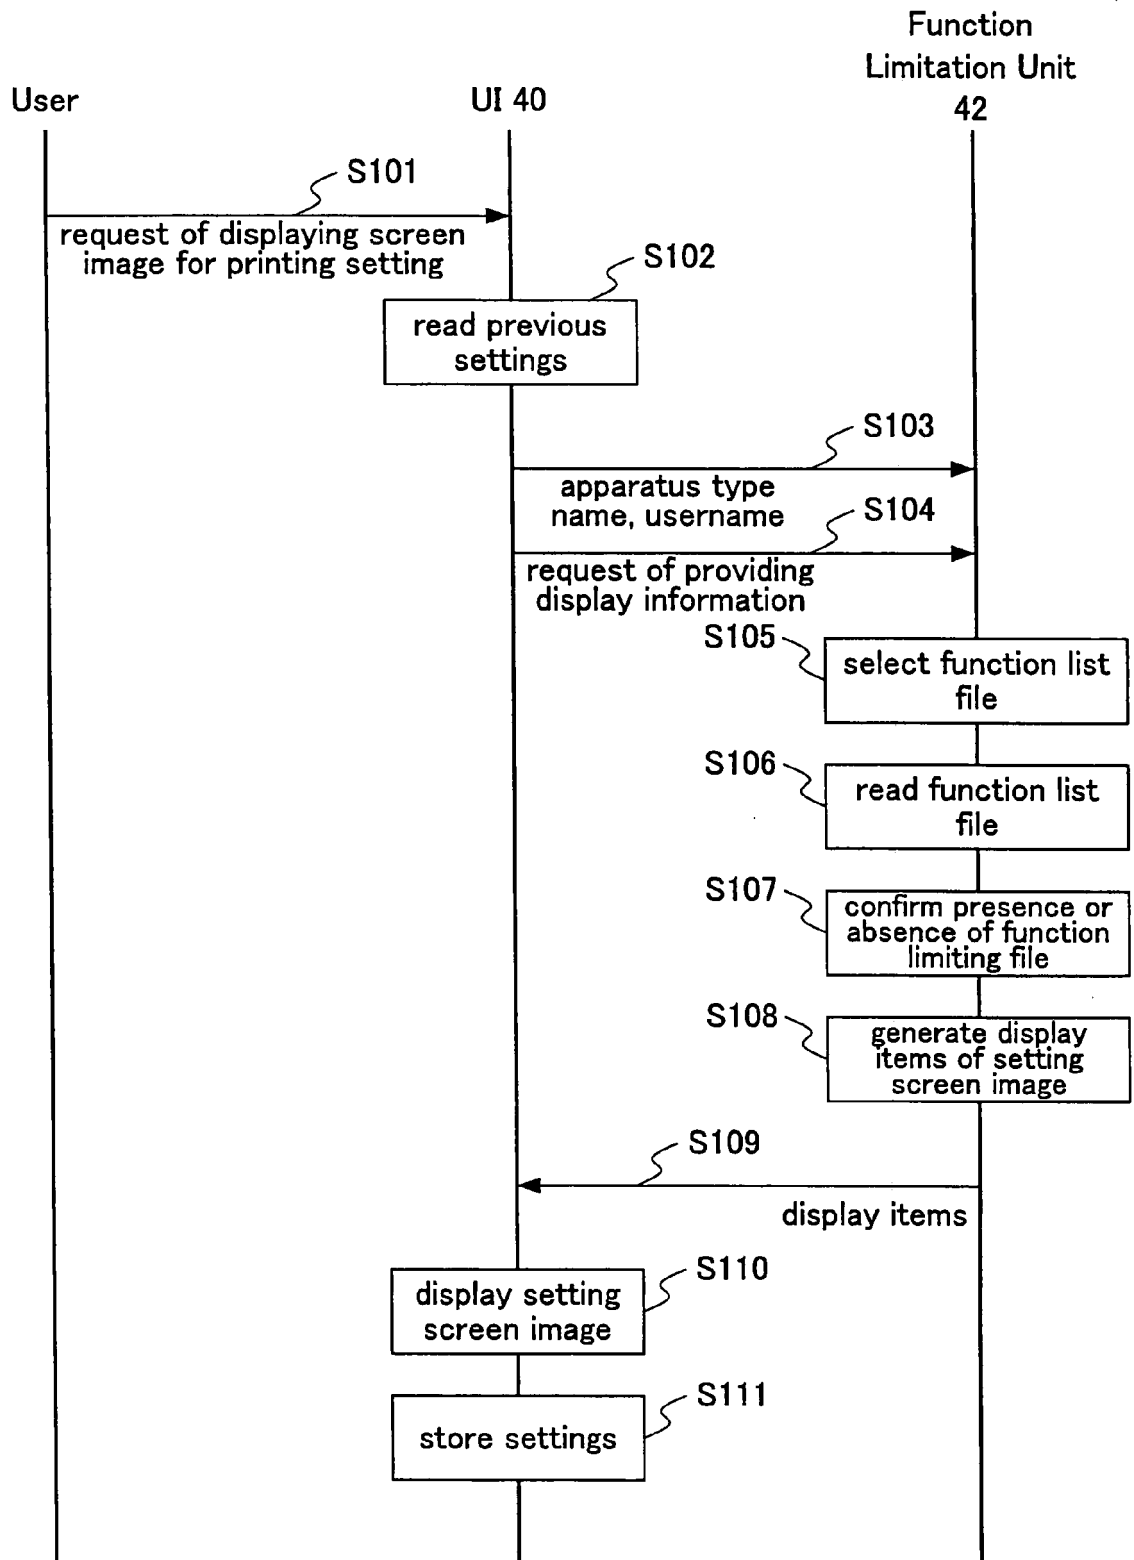 Function
Limitation Unit
42
User
UI 40
S101
request of displaying screen
image for printing setting
S102
read previous
settings
S103
apparatus type
name, username
S104
request of providing
display information
S105
select function list
file
S106
read function list
file
S107
confirm presence or
absence of function
limiting file
S108
generate display
items of setting
screen image
S109
display items
S110
display setting
screen image
S111
store settings